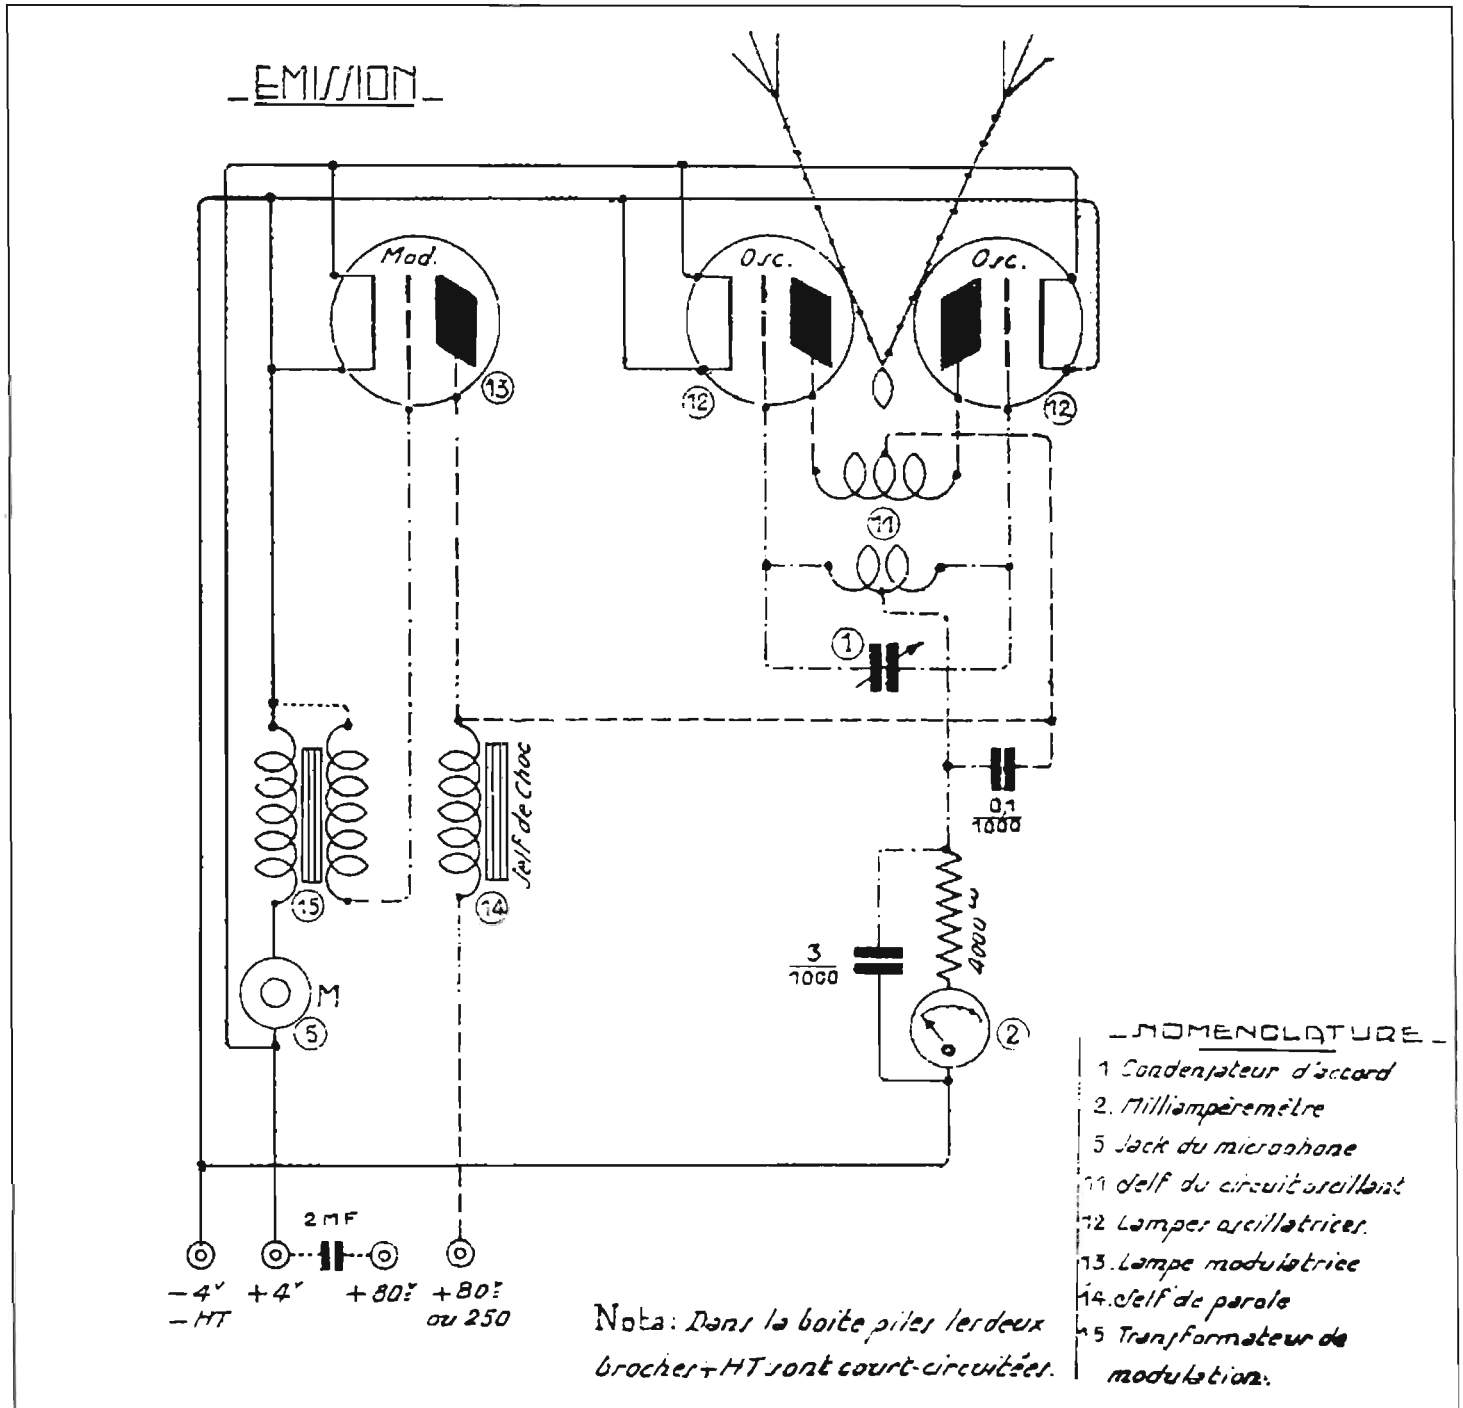 _EMISSION_
Mod.
Osc.
Osc.
13
12
12
11
1
0,1
1000
Self de Choc
15
14
4000 ω
3
1000
M
5
2
2 MF
-4v
-HT
+4v
+80v
+80v
ou 250
Nota: Dans la boite piles les deux
broches + HT sont court-circuitées.
_NOMENCLATURE_
1 Condensateur d'accord
2. Milliampèremètre
5 Jack du microphone
11 Self du circuit oscillant
12 Lampes oscillatrices.
13. Lampe modulatrice
14. Self de parole
15 Transformateur de
modulation.